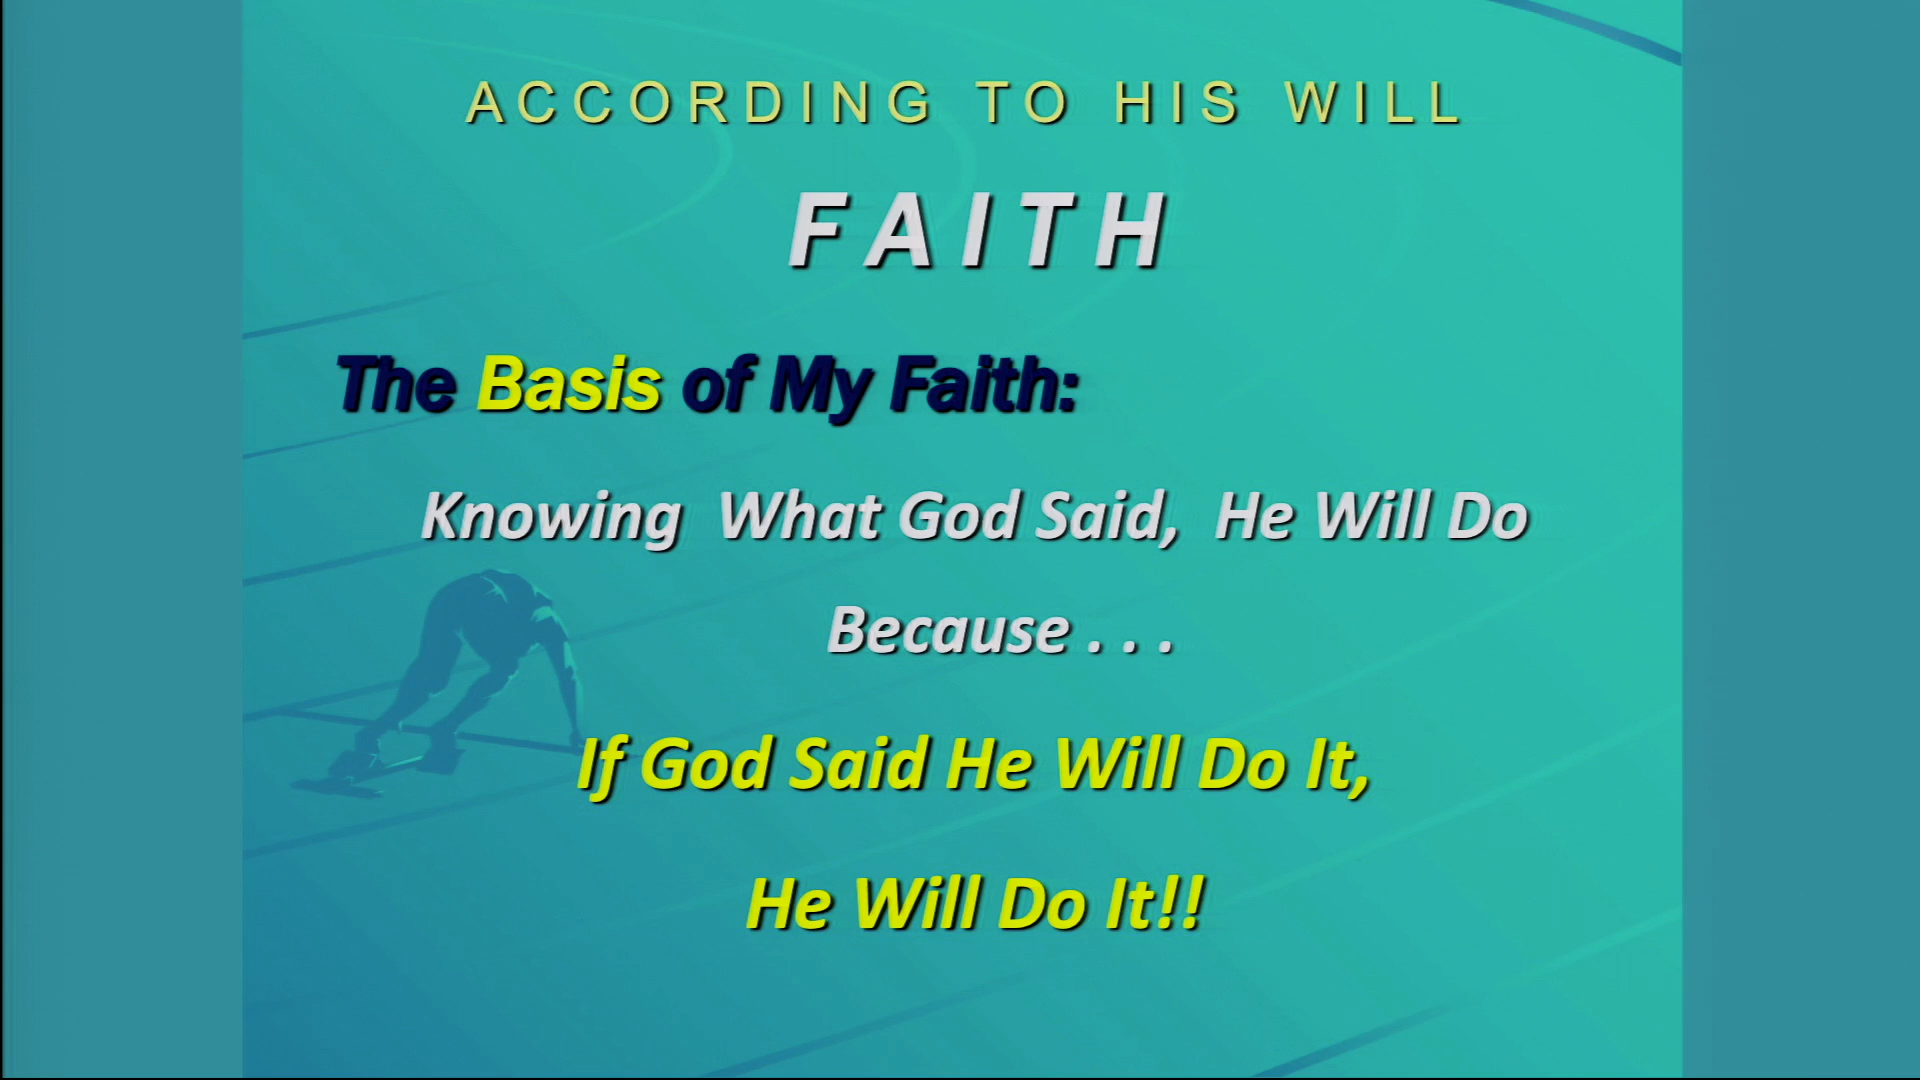 ACCORDING TO HIS WILL
FAITH
The Basis of My Faith:
Knowing What God Said, He Will Do
Because . . .
If God Said He Will Do It,
He Will Do It!!